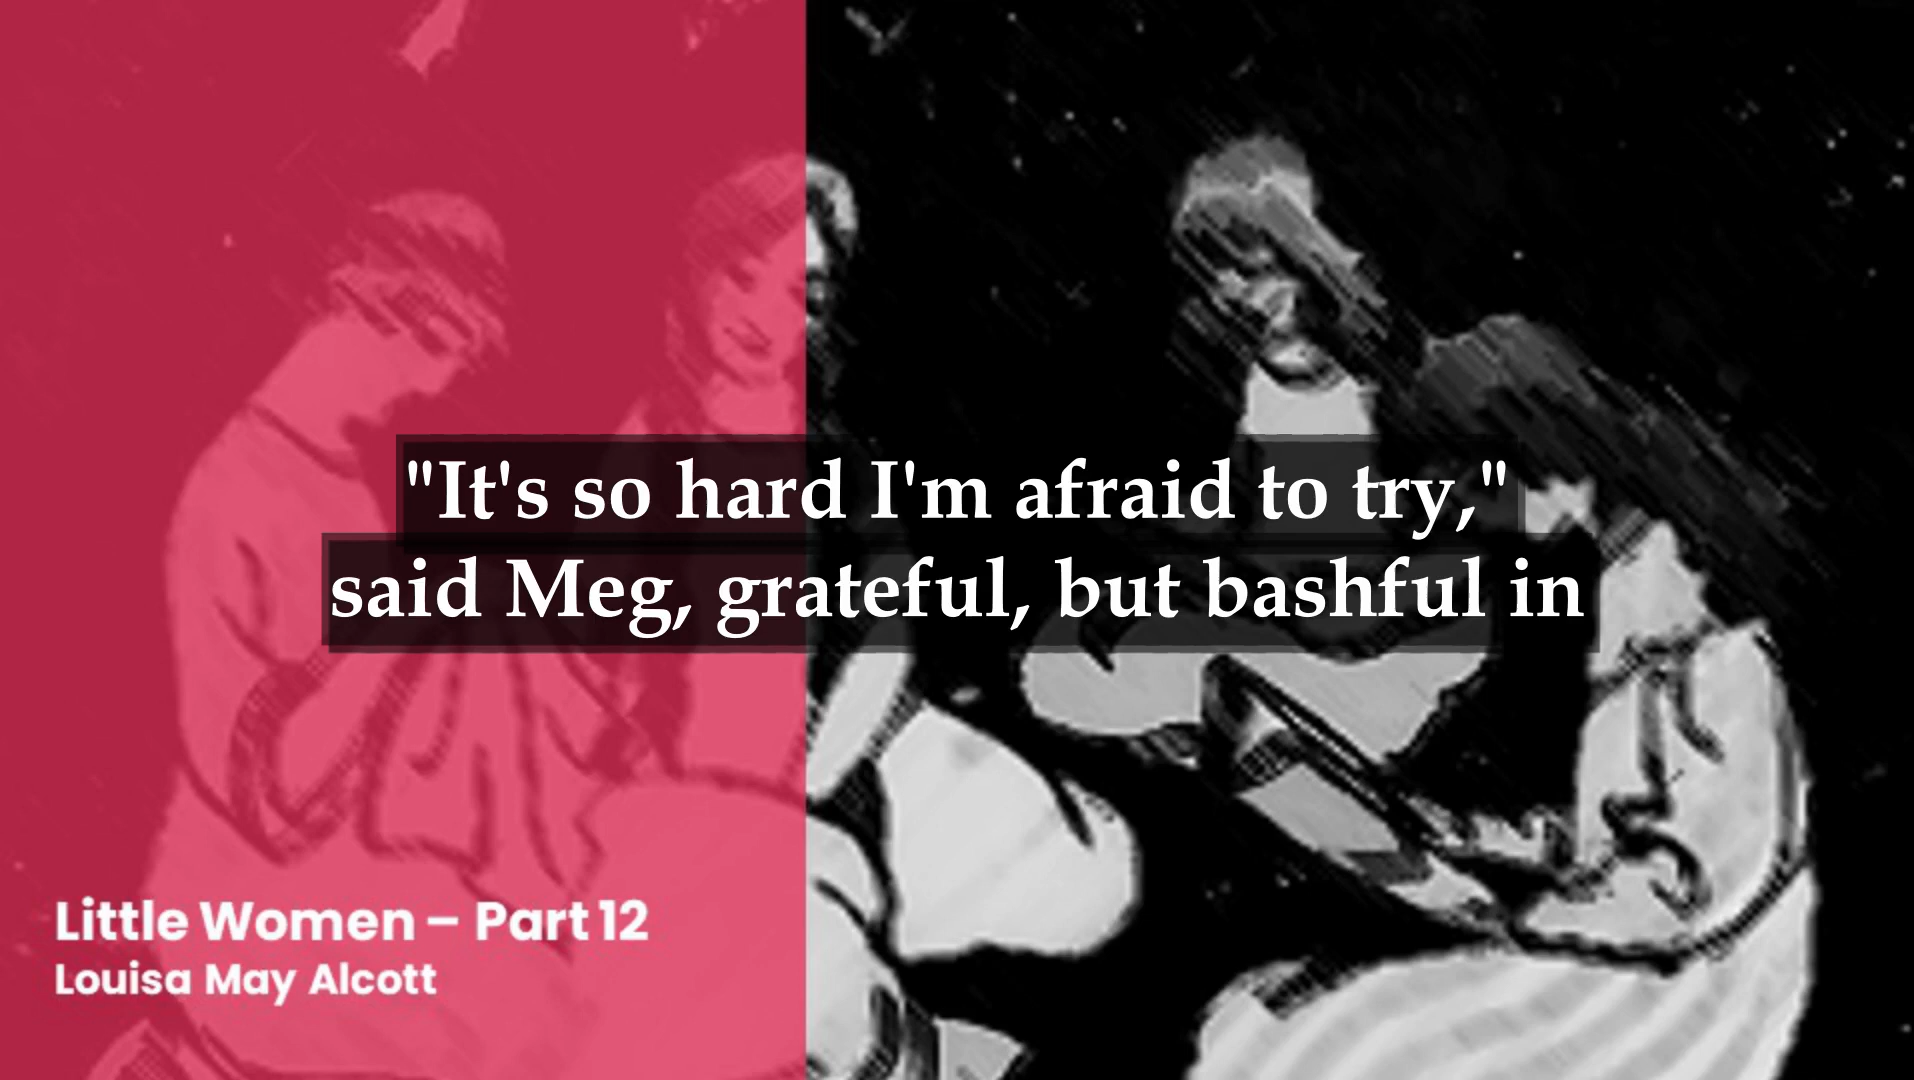 "It's so hard I'm afraid to try,"
said Meg, grateful, but bashful in
Little Women – Part 12
Louisa May Alcott